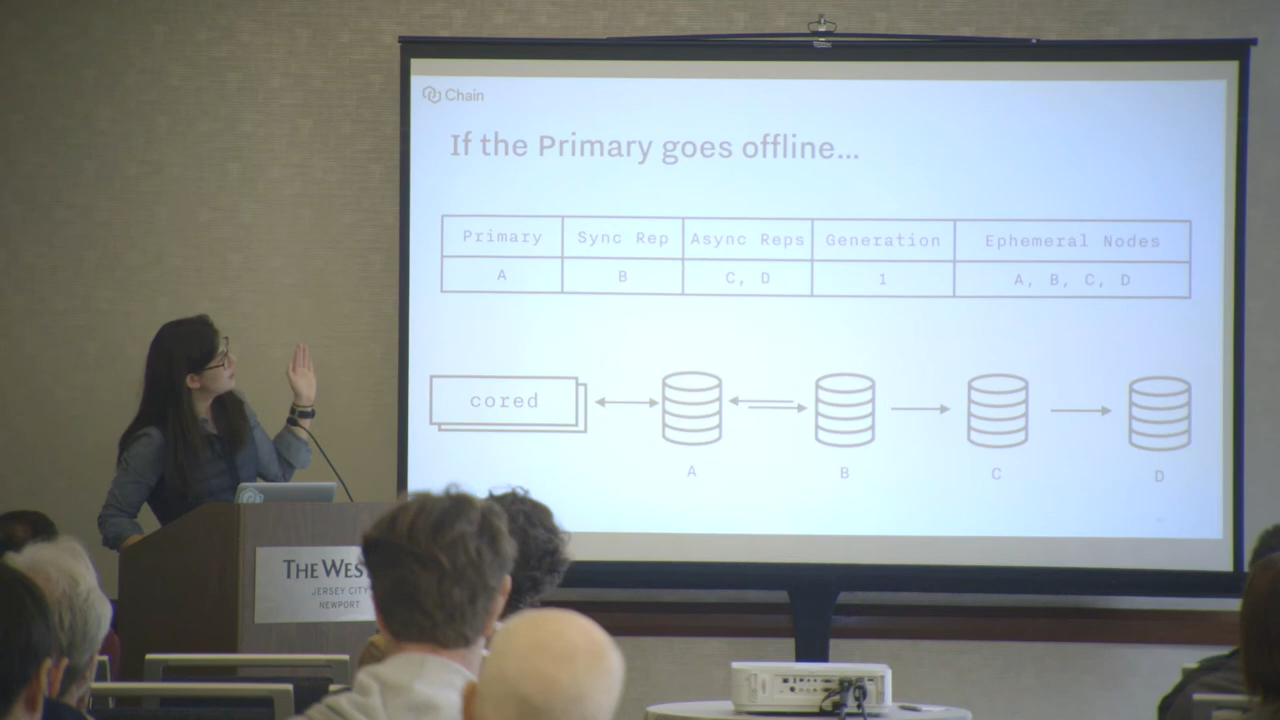 Chain
If the Primary goes offline...
Primary Sync Rep Async Reps Generation Ephemeral Nodes
A B C, D 1 A, B, C, D
cored
A B C D
THE WES
JERSEY CITY
NEWPORT